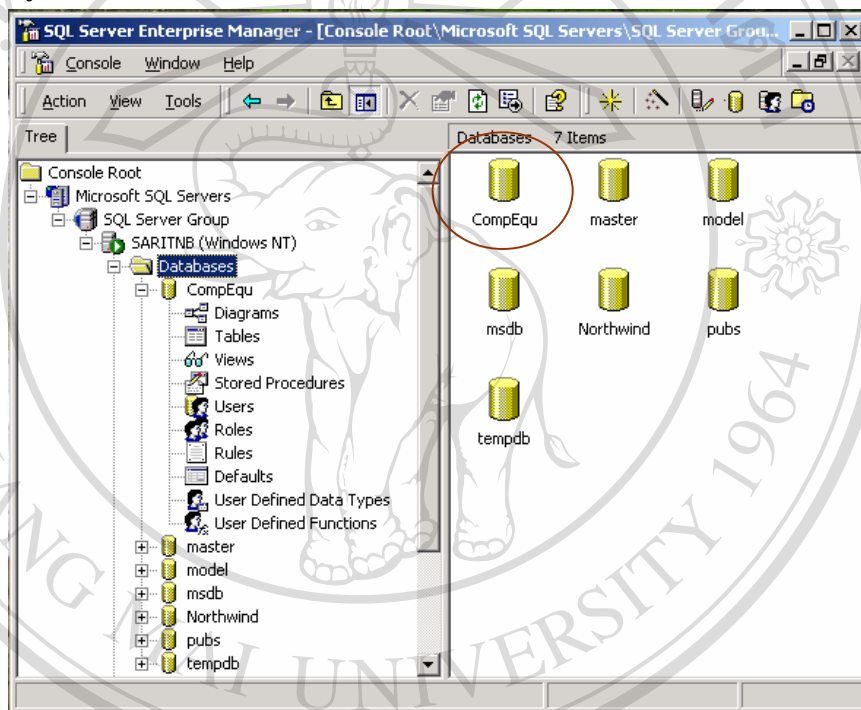 SQL Server Enterprise Manager - [Console Root\Microsoft SQL Servers\SQL Server Grou...
Console Window Help
Action View Tools
Tree
Databases 7 Items
Console Root
Microsoft SQL Servers
SQL Server Group
SARITNB (Windows NT)
Databases
CompEqu
Diagrams
Tables
Views
Stored Procedures
Users
Roles
Rules
Defaults
User Defined Data Types
User Defined Functions
master
model
msdb
Northwind
pubs
tempdb
CompEqu master model
msdb Northwind pubs
tempdb
ANG MAI UNIVERSITY 1964